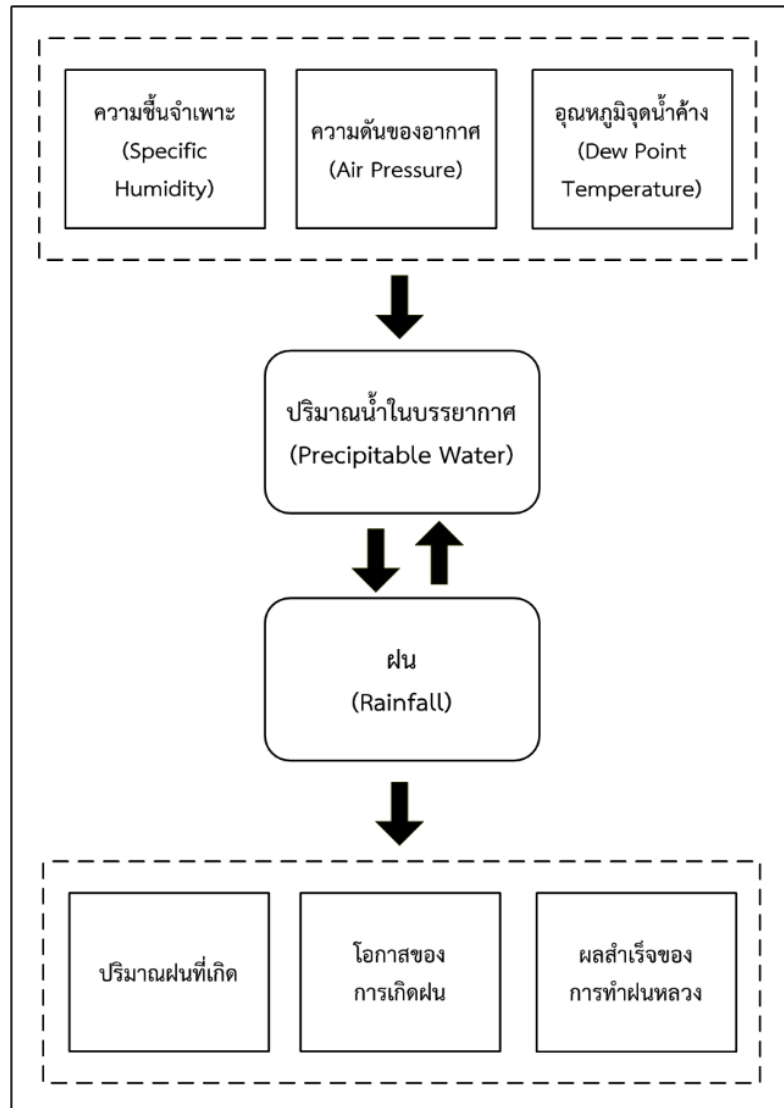 ความชื้นจำเพาะ
(Specific
Humidity)
ความดันของอากาศ
(Air Pressure)
อุณหภูมิจุดน้ำค้าง
(Dew Point
Temperature)
ปริมาณน้ำในบรรยากาศ
(Precipitable Water)
ฝน
(Rainfall)
ปริมาณฝนที่เกิด
โอกาสของ
การเกิดฝน
ผลสำเร็จของ
การทำฝนหลวง